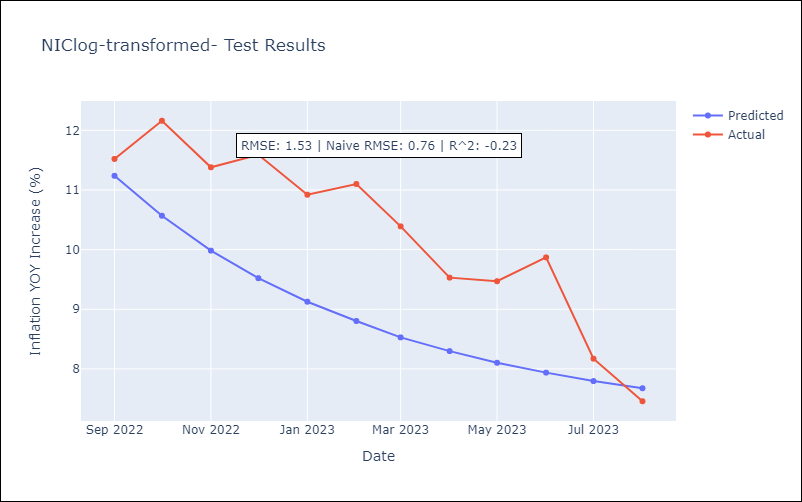 NIClog-transformed- Test Results
Predicted
Actual
RMSE: 1.53 | Naive RMSE: 0.76 | R^2: -0.23
Inflation YOY Increase (%)
12
11
10
9
8
Sep 2022
Nov 2022
Jan 2023
Mar 2023
May 2023
Jul 2023
Date